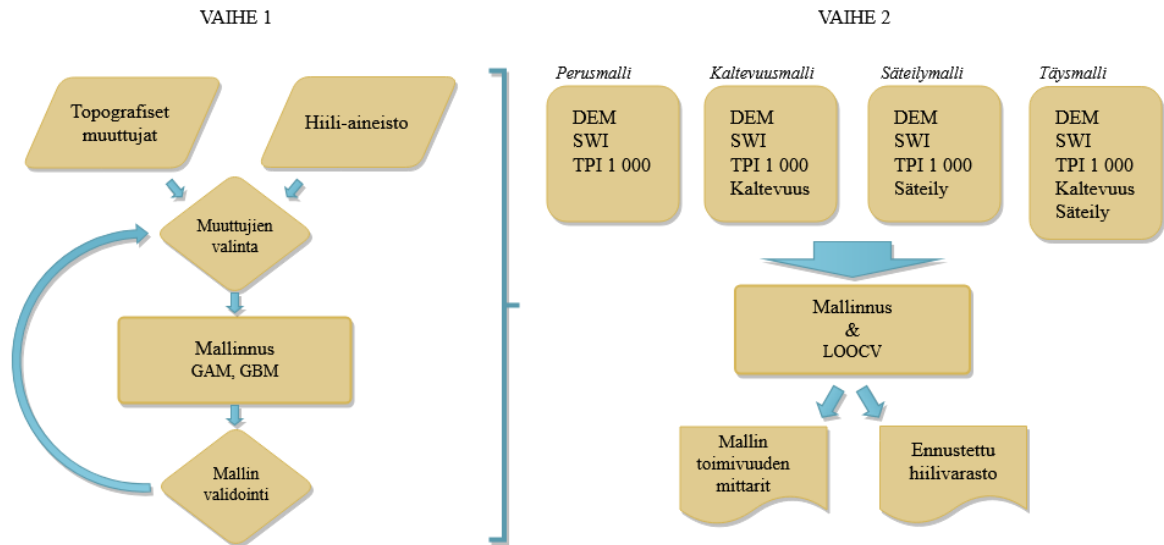 VAIHE 1
Topografiset
muuttujat
Hiili-aineisto
Muuttujien
valinta
Mallinnus
GAM, GBM
Mallin
validointi
VAIHE 2
Perusmalli
DEM
SWI
TPI 1 000
Kaltevuusmalli
DEM
SWI
TPI 1 000
Kaltevuus
Säteilymalli
DEM
SWI
TPI 1 000
Säteily
Täysmalli
DEM
SWI
TPI 1 000
Kaltevuus
Säteily
Mallinnus
&
LOOCV
Mallin
toimivuuden
mittarit
Ennustettu
hiilivarasto